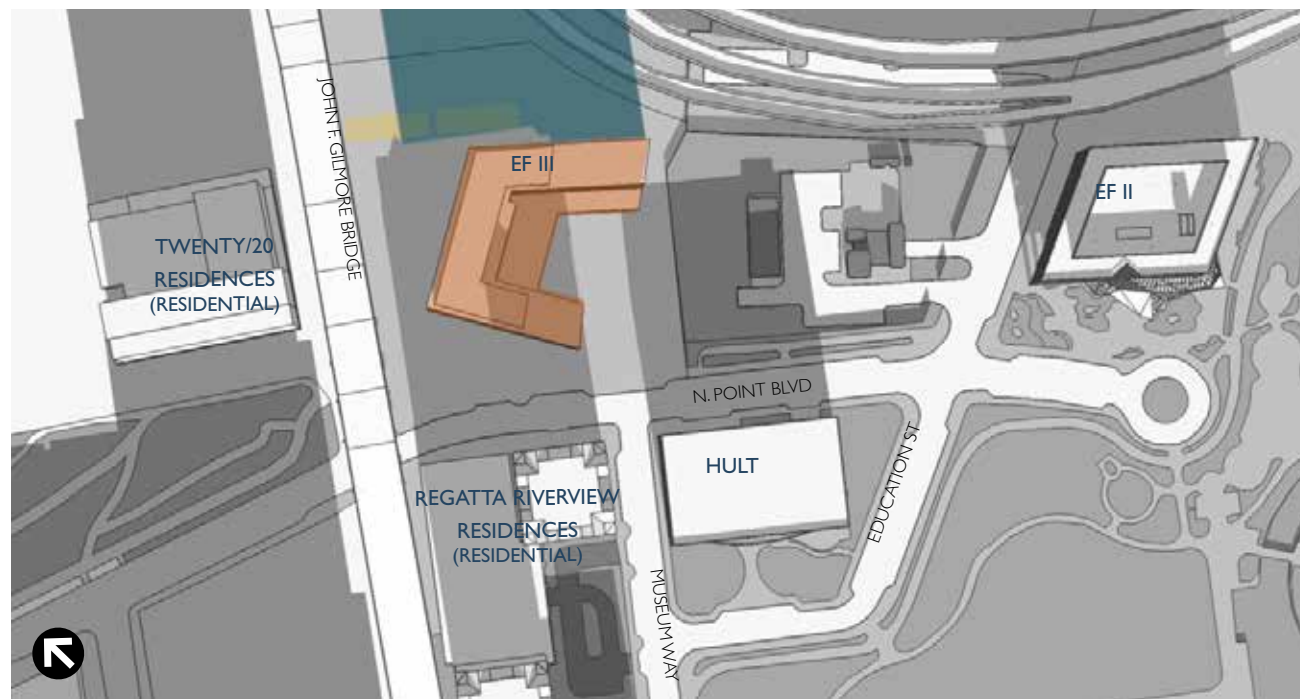 JOHN F. GILMORE BRIDGE
EF III
EF II
TWENTY/20
RESIDENCES
(RESIDENTIAL)
N. POINT BLVD
HULT
EDUCATION ST
REGATTA RIVERVIEW
RESIDENCES
(RESIDENTIAL)
MUSEUM WAY